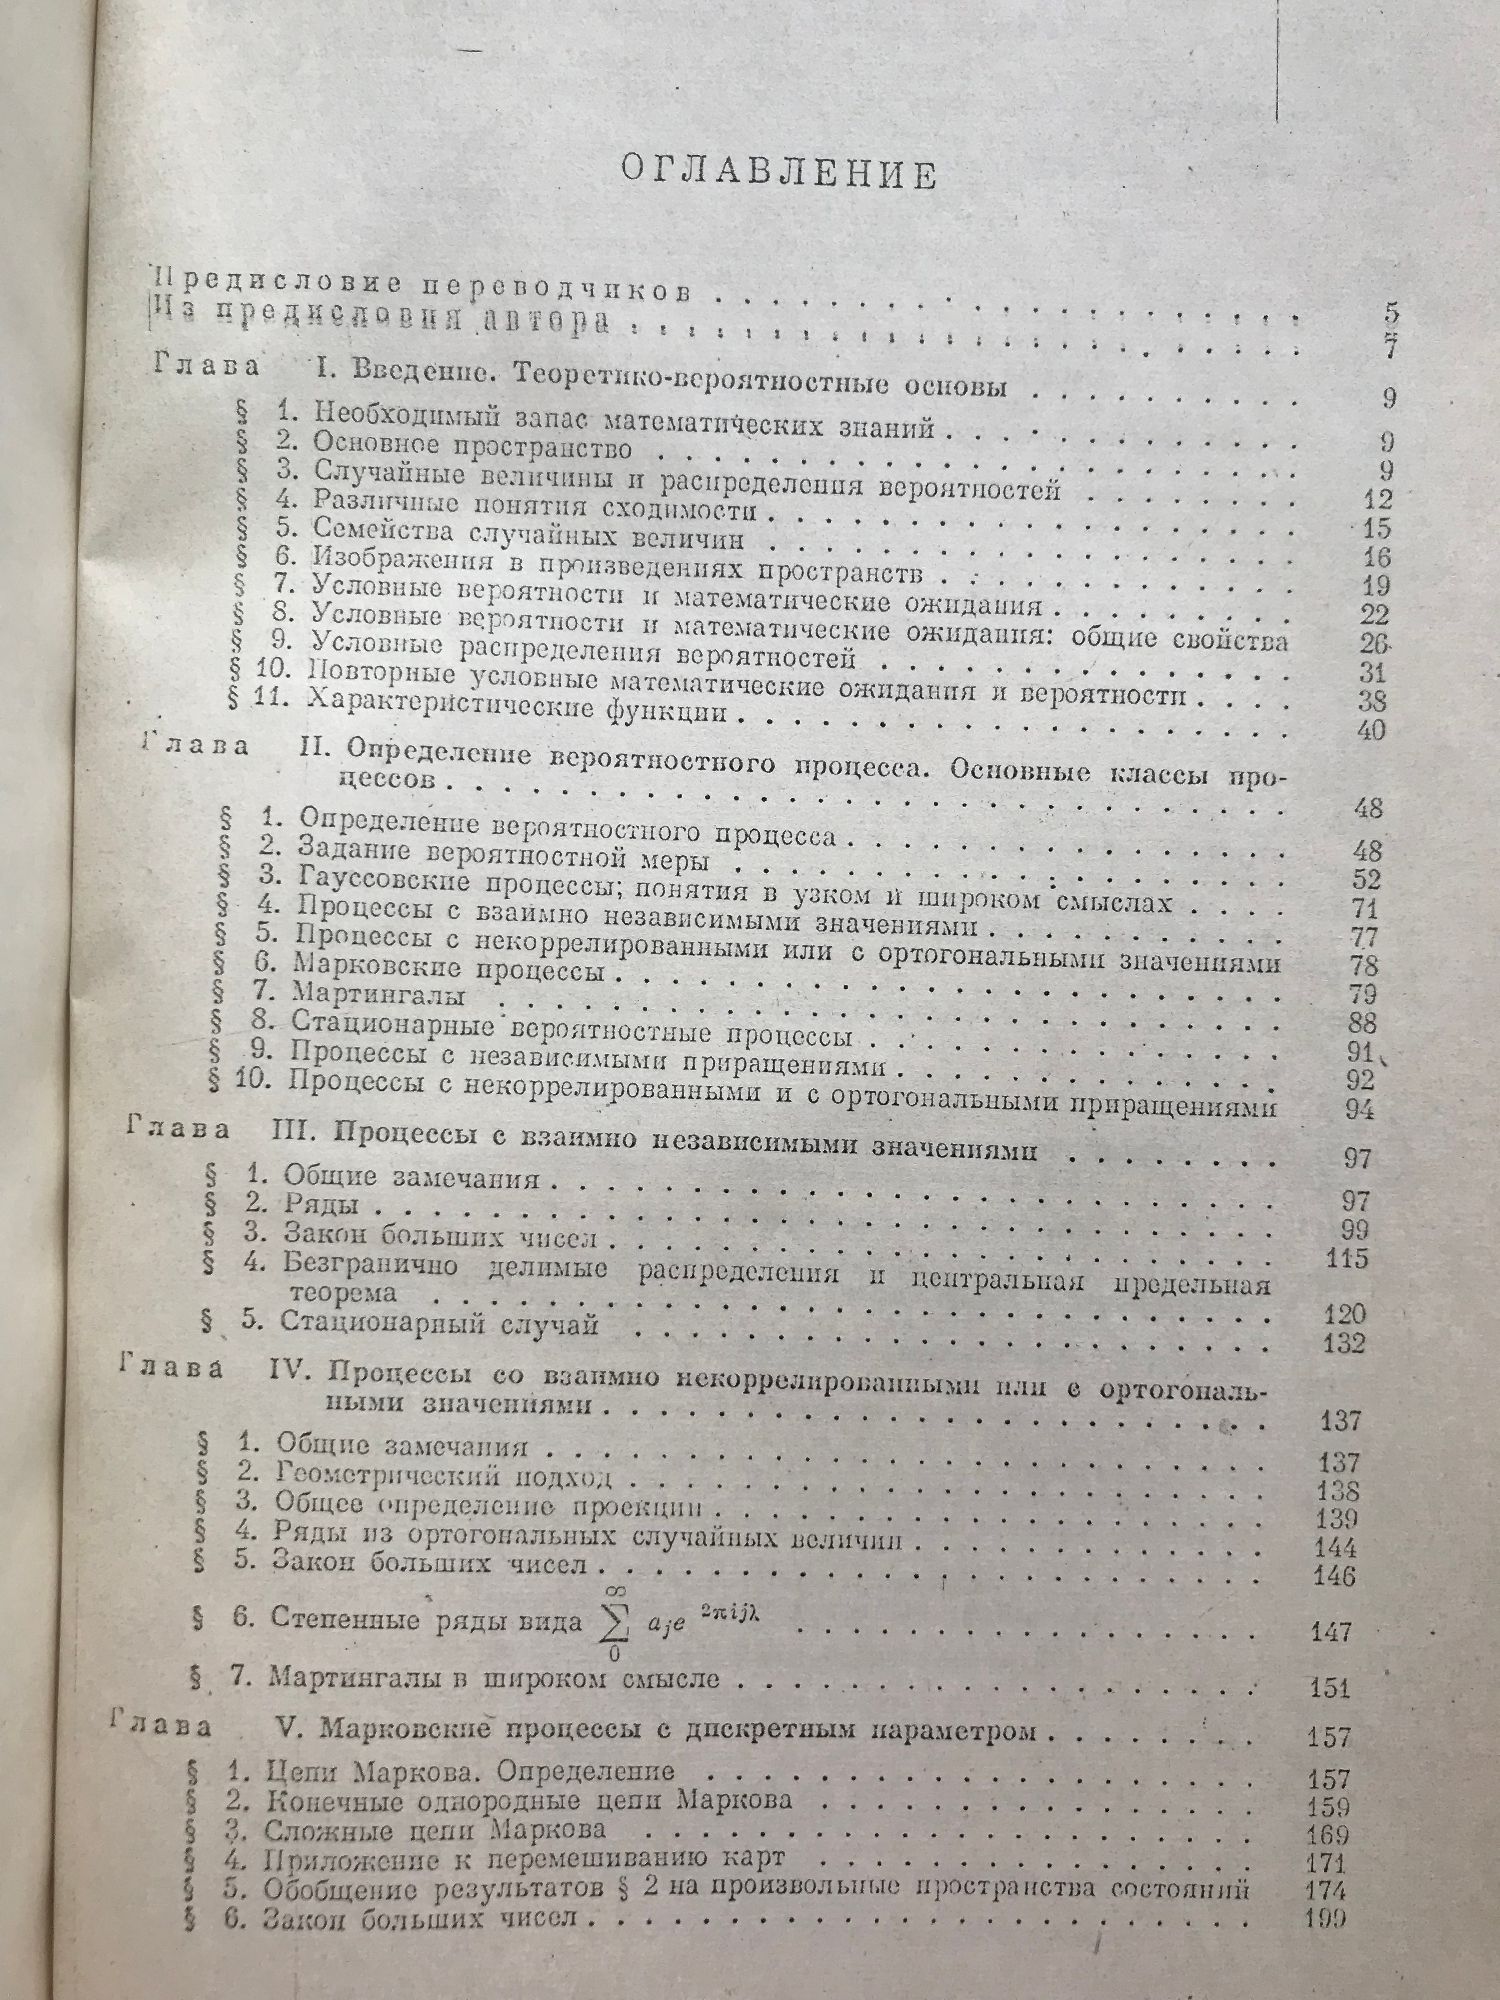 ОГЛАВЛЕНИЕ
Предисловие переводчиков . . . . . . . . . . . . . . . . . . . . . 5
Из предисловия автора . . . . . . . . . . . . . . . . . . . . . . . . 7
Глава I. Введение. Теоретико-вероятностные основы . . . . . . . . . . 9
§ 1. Необходимый запас математических знаний . . . . . . . . . . . . 9
§ 2. Основное пространство . . . . . . . . . . . . . . . . . . . . . . 9
§ 3. Случайные величины и распределения вероятностей . . . . . . . . 12
§ 4. Различные понятия сходимости . . . . . . . . . . . . . . . . . . 15
§ 5. Семейства случайных величин . . . . . . . . . . . . . . . . . . 16
§ 6. Изображения в произведениях пространств . . . . . . . . . . . . 19
§ 7. Условные вероятности и математические ожидания . . . . . . . . 22
§ 8. Условные вероятности и математические ожидания: общие свойства 26
§ 9. Условные распределения вероятностей . . . . . . . . . . . . . . 31
§ 10. Повторные условные математические ожидания и вероятности . . . . 38
§ 11. Характеристические функции . . . . . . . . . . . . . . . . . . . 40
Глава II. Определение вероятностного процесса. Основные классы про-
цессов . . . . . . . . . . . . . . . . . . . . . . . . . . . . . 48
§ 1. Определение вероятностного процесса . . . . . . . . . . . . . . . 48
§ 2. Задание вероятностной меры . . . . . . . . . . . . . . . . . . . 52
§ 3. Гауссовские процессы; понятия в узком и широком смыслах . . . . 71
§ 4. Процессы с взаимно независимыми значениями . . . . . . . . . . . 77
§ 5. Процессы с некоррелированными или с ортогональными значениями 78
§ 6. Марковские процессы . . . . . . . . . . . . . . . . . . . . . . . 79
§ 7. Мартингалы . . . . . . . . . . . . . . . . . . . . . . . . . . . 88
§ 8. Стационарные вероятностные процессы . . . . . . . . . . . . . . . 91
§ 9. Процессы с независимыми приращениями . . . . . . . . . . . . . . 92
§ 10. Процессы с некоррелированными и с ортогональными приращениями 94
Глава III. Процессы с взаимно независимыми значениями . . . . . . . . 97
§ 1. Общие замечания . . . . . . . . . . . . . . . . . . . . . . . . . 97
§ 2. Ряды . . . . . . . . . . . . . . . . . . . . . . . . . . . . . . . 99
§ 3. Закон больших чисел . . . . . . . . . . . . . . . . . . . . . . . 115
§ 4. Безгранично делимые распределения и центральная предельная
теорема . . . . . . . . . . . . . . . . . . . . . . . . . . . . . 120
§ 5. Стационарный случай . . . . . . . . . . . . . . . . . . . . . . . 132
Глава IV. Процессы со взаимно некоррелированными или с ортогональ-
ными значениями . . . . . . . . . . . . . . . . . . . . . . . . 137
§ 1. Общие замечания . . . . . . . . . . . . . . . . . . . . . . . . . 137
§ 2. Геометрический подход . . . . . . . . . . . . . . . . . . . . . . 138
§ 3. Общее определение проекции . . . . . . . . . . . . . . . . . . . 139
§ 4. Ряды из ортогональных случайных величин . . . . . . . . . . . . . 144
§ 5. Закон больших чисел . . . . . . . . . . . . . . . . . . . . . . . 146
§ 6. Степенные ряды вида ∞ ∑ 0 aⱼe 2πijλ . . . . . . . . . . . . . . . . 147
§ 7. Мартингалы в широком смысле . . . . . . . . . . . . . . . . . . . 151
Глава V. Марковские процессы с дискретным параметром . . . . . . . . 157
§ 1. Цепи Маркова. Определение . . . . . . . . . . . . . . . . . . . . 157
§ 2. Конечные однородные цепи Маркова . . . . . . . . . . . . . . . . 159
§ 3. Сложные цепи Маркова . . . . . . . . . . . . . . . . . . . . . . 169
§ 4. Приложение к перемешиванию карт . . . . . . . . . . . . . . . . 171
§ 5. Обобщение результатов § 2 на произвольные пространства состояний 174
§ 6. Закон больших чисел . . . . . . . . . . . . . . . . . . . . . . . 199